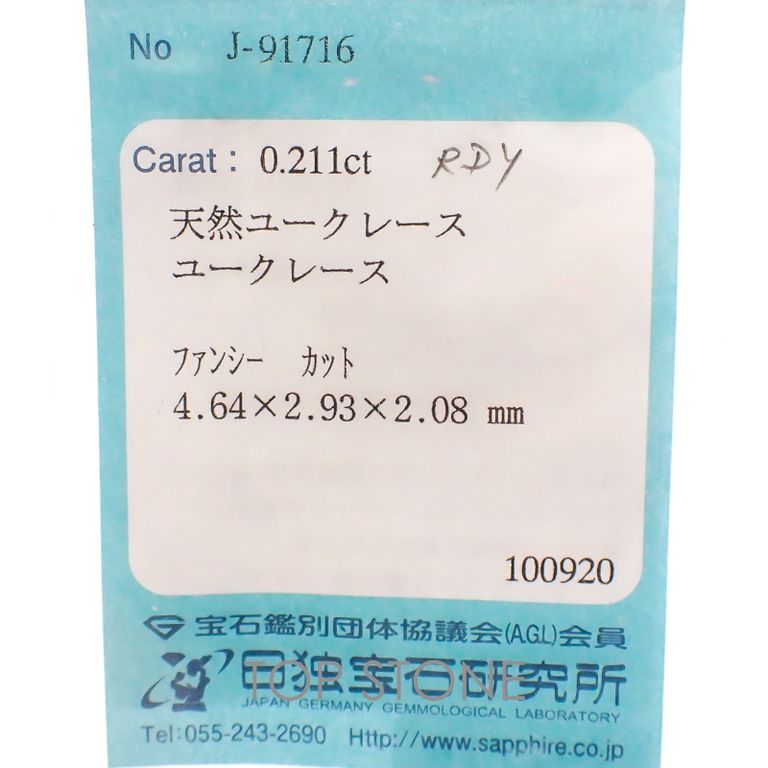 No J-91716
Carat: 0.211ct RDY
天然ユークレース
ユークレース
ファンシー カット
4.64×2.93×2.08 mm
100920
宝石鑑別団体協議会(AGL)会員
日独宝石研究所
TOP STONE
JAPAN GERMANY GEMMOLOGICAL LABORATORY
Tel:055-243-2690 Http://www.sapphire.co.jp